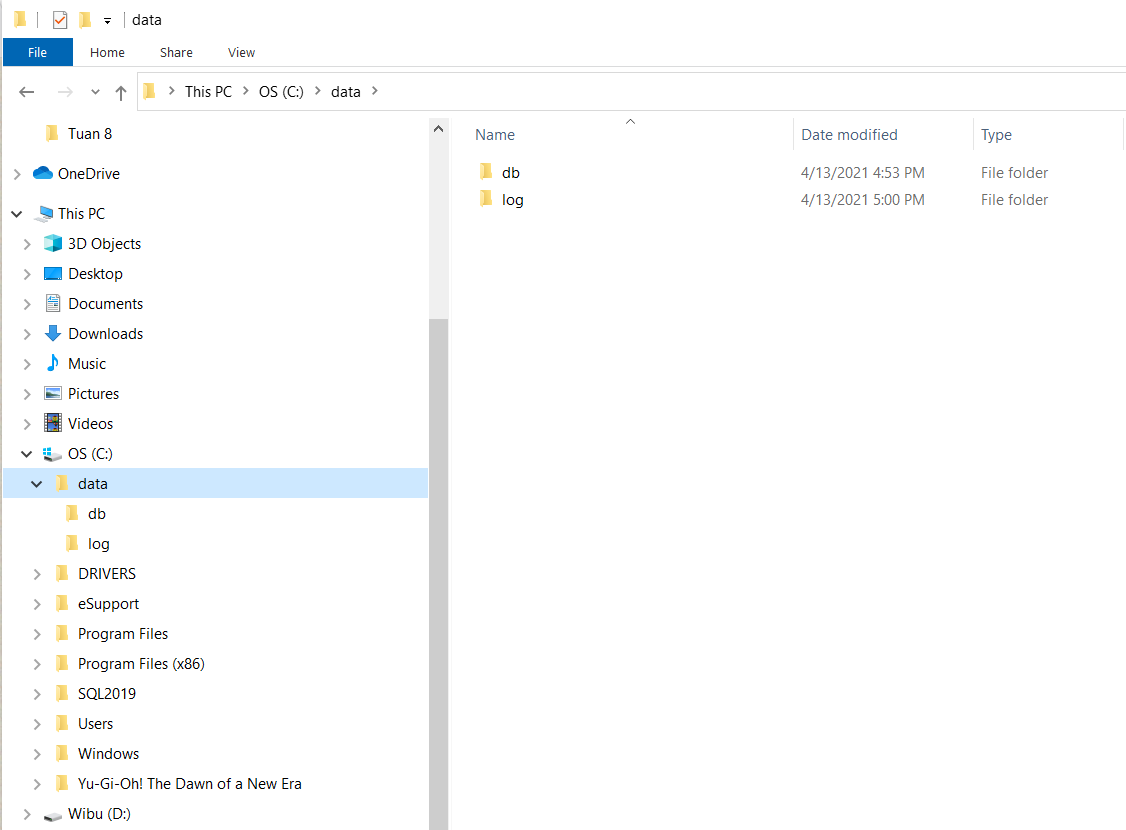 data
File Home Share View
This PC OS (C:) data
Tuan 8
OneDrive
This PC
3D Objects
Desktop
Documents
Downloads
Music
Pictures
Videos
OS (C:)
data
db
log
DRIVERS
eSupport
Program Files
Program Files (x86)
SQL2019
Users
Windows
Yu-Gi-Oh! The Dawn of a New Era
Wibu (D:)
Name Date modified Type
db 4/13/2021 4:53 PM File folder
log 4/13/2021 5:00 PM File folder